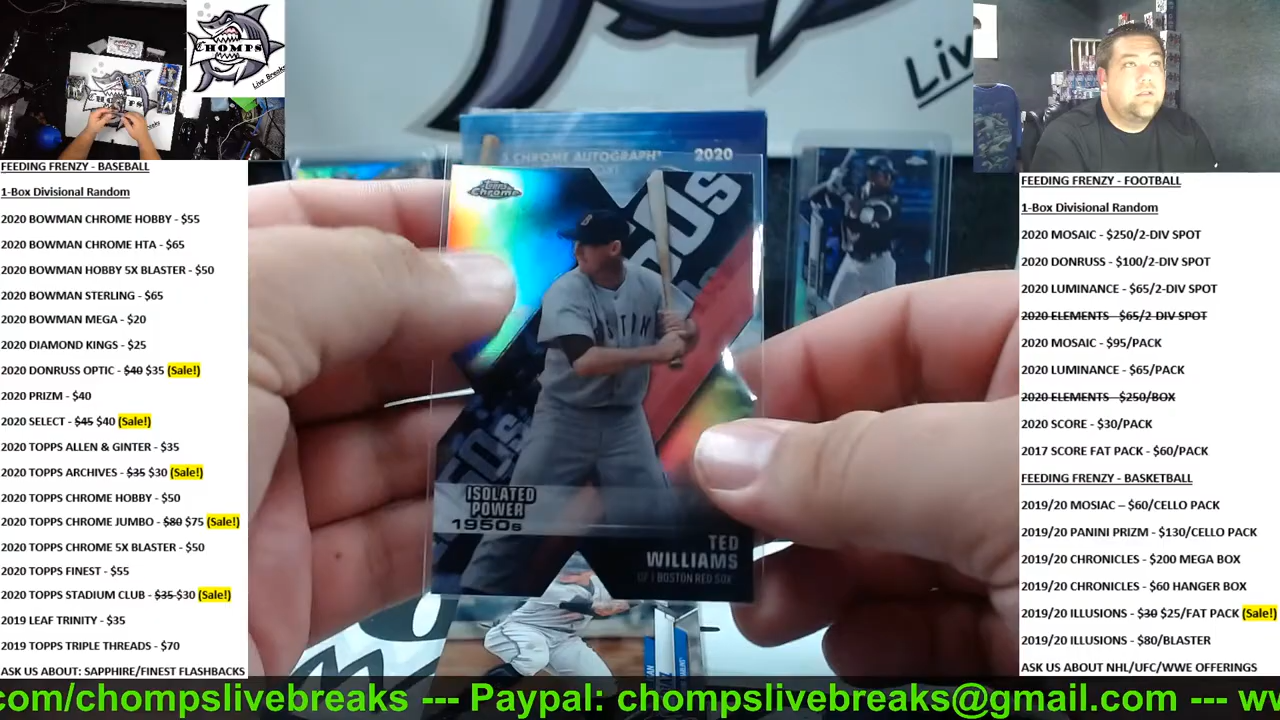 CHOMPS
Live Breaks
Liv
FEEDING FRENZY - BASEBALL
1-Box Divisional Random
2020 BOWMAN CHROME HOBBY - $55
2020 BOWMAN CHROME HTA - $65
2020 BOWMAN HOBBY 5X BLASTER - $50
2020 BOWMAN STERLING - $65
2020 BOWMAN MEGA - $20
2020 DIAMOND KINGS - $25
2020 DONRUSS OPTIC - $40 $35 (Sale!)
2020 PRIZM - $40
2020 SELECT - $45 $40 (Sale!)
2020 TOPPS ALLEN & GINTER - $35
2020 TOPPS ARCHIVES - $35 $30 (Sale!)
2020 TOPPS CHROME HOBBY - $50
2020 TOPPS CHROME JUMBO - $80 $75 (Sale!)
2020 TOPPS CHROME 5X BLASTER - $50
2020 TOPPS FINEST - $55
2020 TOPPS STADIUM CLUB - $35 $30 (Sale!)
2019 LEAF TRINITY - $35
2019 TOPPS TRIPLE THREADS - $70
ASK US ABOUT: SAPPHIRE/FINEST FLASHBACKS
CHROME AUTOGRAPH
2020
Topps Chrome
50s
BOSTON
50s
ISOLATED
POWER
1950s
TED
WILLIAMS
OF | BOSTON RED SOX
FEEDING FRENZY - FOOTBALL
1-Box Divisional Random
2020 MOSAIC - $250/2-DIV SPOT
2020 DONRUSS - $100/2-DIV SPOT
2020 LUMINANCE - $65/2-DIV SPOT
2020 ELEMENTS - $65/2-DIV SPOT
2020 MOSAIC - $95/PACK
2020 LUMINANCE - $65/PACK
2020 ELEMENTS - $250/BOX
2020 SCORE - $30/PACK
2017 SCORE FAT PACK - $60/PACK
FEEDING FRENZY - BASKETBALL
2019/20 MOSIAC – $60/CELLO PACK
2019/20 PANINI PRIZM - $130/CELLO PACK
2019/20 CHRONICLES - $200 MEGA BOX
2019/20 CHRONICLES - $60 HANGER BOX
2019/20 ILLUSIONS - $30 $25/FAT PACK (Sale!)
2019/20 ILLUSIONS - $80/BLASTER
ASK US ABOUT NHL/UFC/WWE OFFERINGS
com/chompslivebreaks --- Paypal: chompslivebreaks@gmail.com --- ww